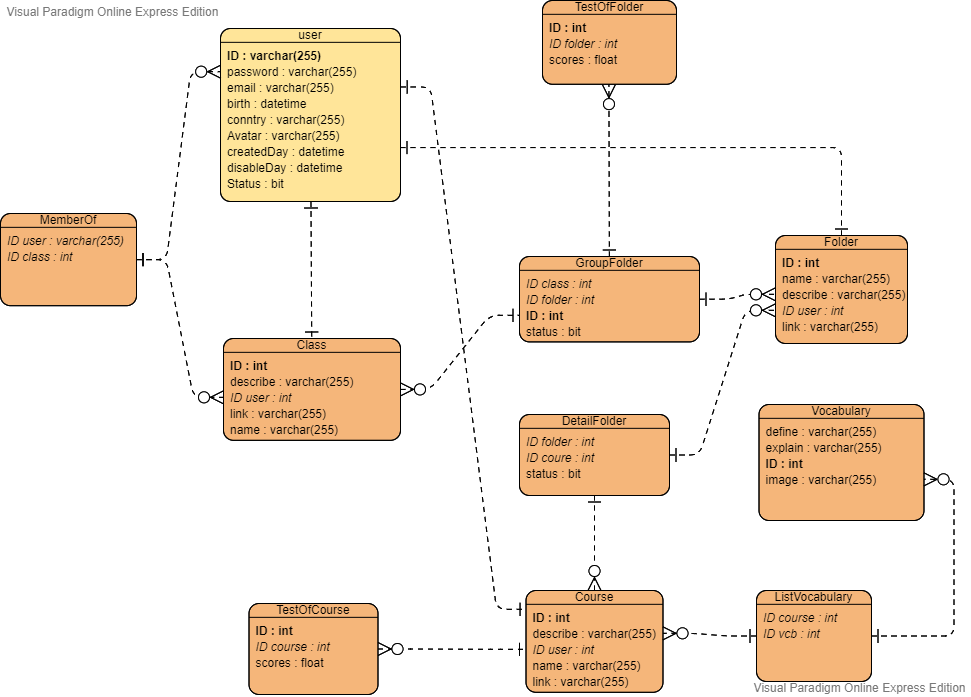 Visual Paradigm Online Express Edition
user
ID : varchar(255)
password : varchar(255)
email : varchar(255)
birth : datetime
conntry : varchar(255)
Avatar : varchar(255)
createdDay : datetime
disableDay : datetime
Status : bit
TestOfFolder
ID : int
ID folder : int
scores : float
MemberOf
ID user : varchar(255)
ID class : int
GroupFolder
ID class : int
ID folder : int
ID : int
status : bit
Folder
ID : int
name : varchar(255)
describe : varchar(255)
ID user : int
link : varchar(255)
Class
ID : int
describe : varchar(255)
ID user : int
link : varchar(255)
name : varchar(255)
DetailFolder
ID folder : int
ID coure : int
status : bit
Vocabulary
define : varchar(255)
explain : varchar(255)
ID : int
image : varchar(255)
TestOfCourse
ID : int
ID course : int
scores : float
Course
ID : int
describe : varchar(255)
ID user : int
name : varchar(255)
link : varchar(255)
ListVocabulary
ID course : int
ID vcb : int
Visual Paradigm Online Express Edition